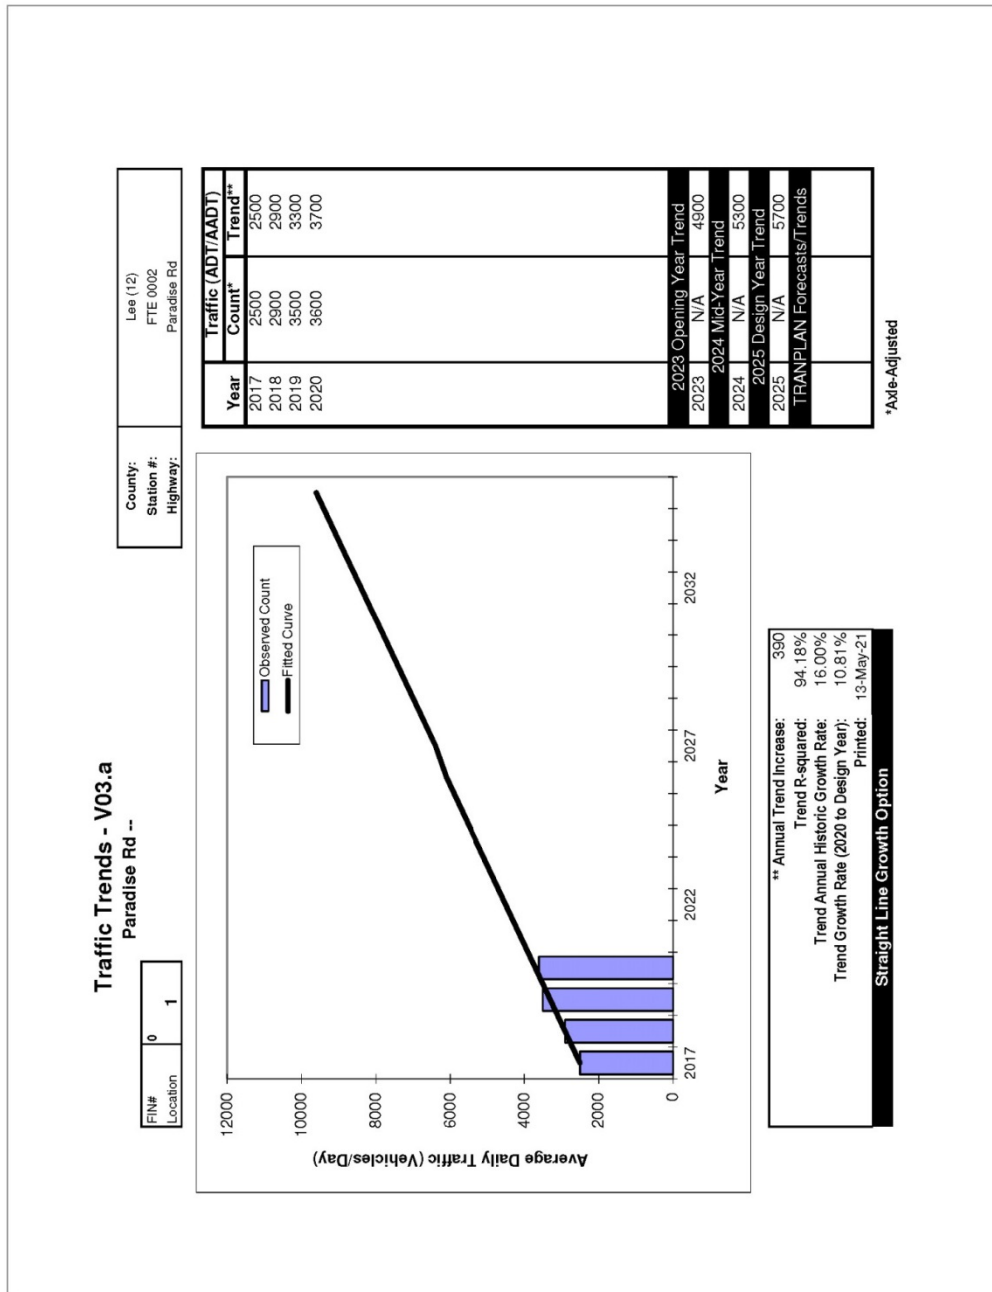 Traffic Trends - V03.a
Paradise Rd --
FIN# 0
Location 1
County: Lee (12)
Station #: FTE 0002
Highway: Paradise Rd
Average Daily Traffic (Vehicles/Day)
12000
10000
8000
6000
4000
2000
0
Observed Count
Fitted Curve
2017 2022 2027 2032
Year
Traffic (ADT/AADT)
Year Count* Trend**
2017 2500 2500
2018 2900 2900
2019 3500 3300
2020 3600 3700
2023 Opening Year Trend
2023 N/A 4900
2024 Mid-Year Trend
2024 N/A 5300
2025 Design Year Trend
2025 N/A 5700
TRANPLAN Forecasts/Trends
** Annual Trend Increase: 390
Trend R-squared: 94.18%
Trend Annual Historic Growth Rate: 16.00%
Trend Growth Rate (2020 to Design Year): 10.81%
Printed: 13-May-21
Straight Line Growth Option
*Axle-Adjusted